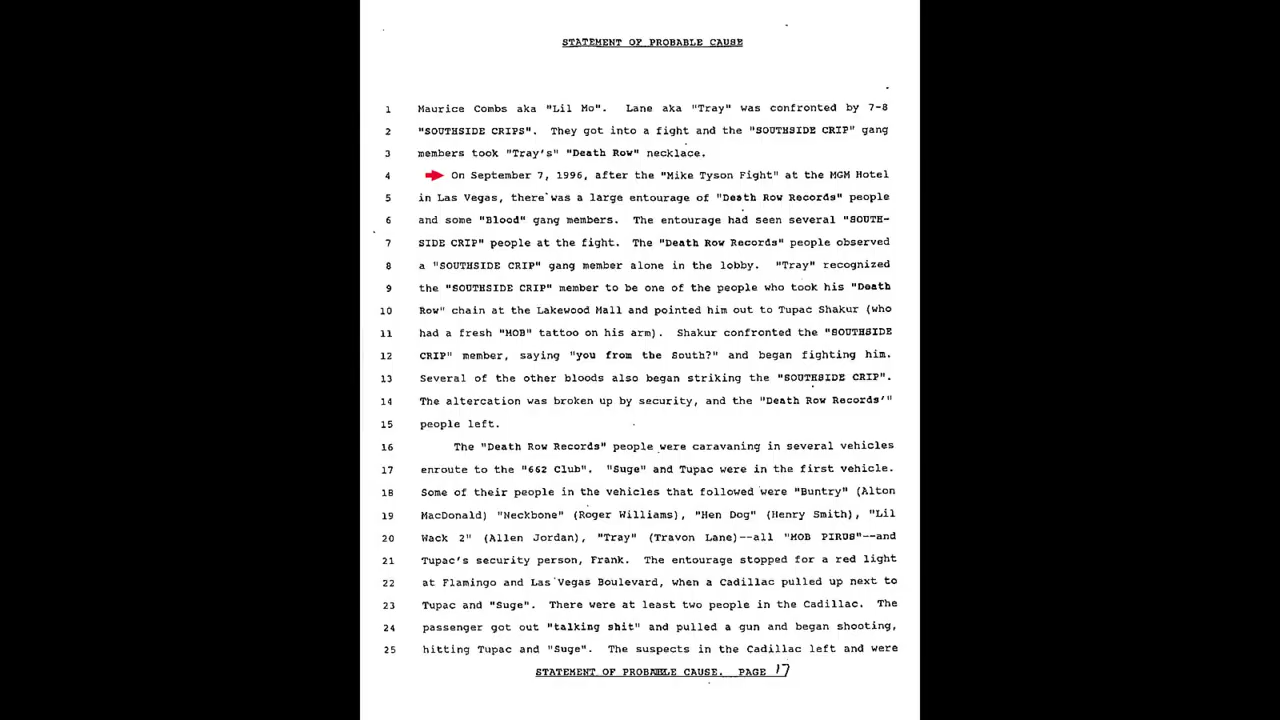 STATEMENT OF PROBABLE CAUSE
1 Maurice Combs aka "Lil Mo". Lane aka "Tray" was confronted by 7-8
2 "SOUTHSIDE CRIPS". They got into a fight and the "SOUTHSIDE CRIP" gang
3 members took "Tray's" "Death Row" necklace.
4 On September 7, 1996, after the "Mike Tyson Fight" at the MGM Hotel
5 in Las Vegas, there was a large entourage of "Death Row Records" people
6 and some "Blood" gang members. The entourage had seen several "SOUTH-
7 SIDE CRIP" people at the fight. The "Death Row Records" people observed
8 a "SOUTHSIDE CRIP" gang member alone in the lobby. "Tray" recognized
9 the "SOUTHSIDE CRIP" member to be one of the people who took his "Death
10 Row" chain at the Lakewood Mall and pointed him out to Tupac Shakur (who
11 had a fresh "MOB" tattoo on his arm). Shakur confronted the "SOUTHSIDE
12 CRIP" member, saying "you from the South?" and began fighting him.
13 Several of the other bloods also began striking the "SOUTHSIDE CRIP".
14 The altercation was broken up by security, and the "Death Row Records'"
15 people left.
16 The "Death Row Records" people were caravaning in several vehicles
17 enroute to the "662 Club". "Suge" and Tupac were in the first vehicle.
18 Some of their people in the vehicles that followed were "Buntry" (Alton
19 MacDonald) "Neckbone" (Roger Williams), "Hen Dog" (Henry Smith), "Lil
20 Wack 2" (Allen Jordan), "Tray" (Travon Lane)--all "MOB PIRUS"--and
21 Tupac's security person, Frank. The entourage stopped for a red light
22 at Flamingo and Las Vegas Boulevard, when a Cadillac pulled up next to
23 Tupac and "Suge". There were at least two people in the Cadillac. The
24 passenger got out "talking shit" and pulled a gun and began shooting,
25 hitting Tupac and "Suge". The suspects in the Cadillac left and were
STATEMENT OF PROBABLE CAUSE. PAGE 17